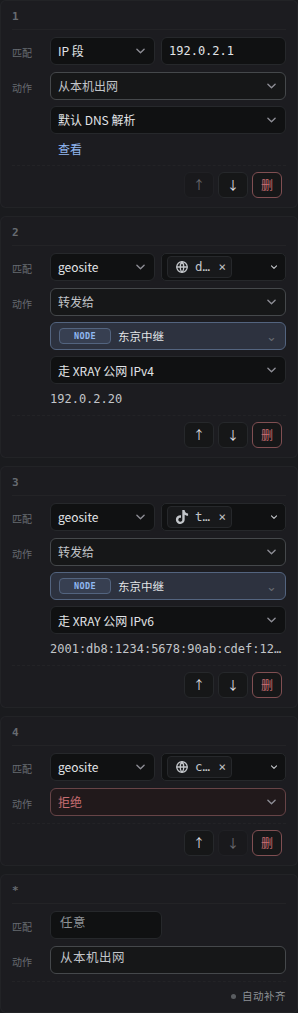 1
匹配 IP 段 192.0.2.1
动作 从本机出网
默认 DNS 解析
查看
↑ ↓ 删
2
匹配 geosite d… ×
动作 转发给
NODE 东京中继
走 XRAY 公网 IPv4
192.0.2.20
↑ ↓ 删
3
匹配 geosite t… ×
动作 转发给
NODE 东京中继
走 XRAY 公网 IPv6
2001:db8:1234:5678:90ab:cdef:12…
↑ ↓ 删
4
匹配 geosite c… ×
动作 拒绝
↑ ↓ 删
*
匹配 任意
动作 从本机出网
自动补齐